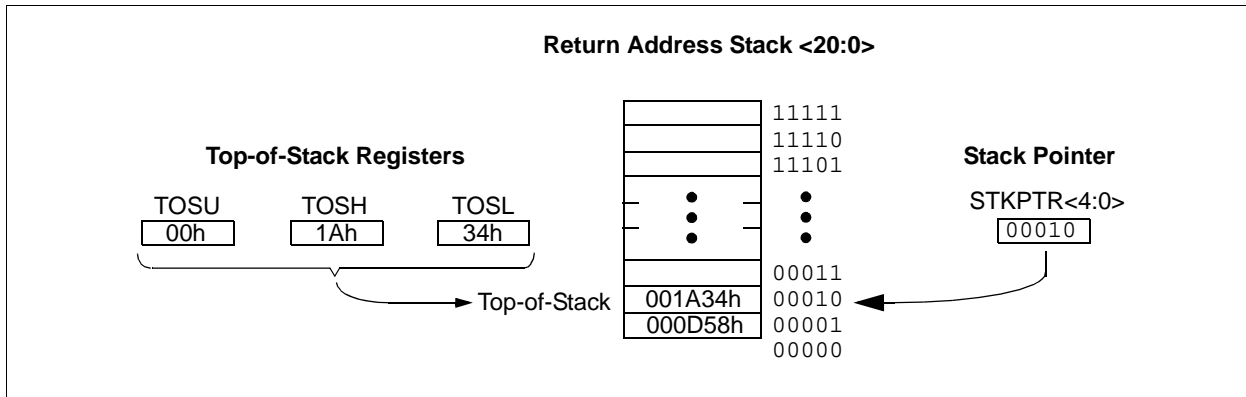 Return Address Stack <20:0>
Top-of-Stack Registers
TOSU TOSH TOSL
00h 1Ah 34h
Top-of-Stack
11111
11110
11101
00011
001A34h 00010
000D58h 00001
00000
Stack Pointer
STKPTR<4:0>
00010